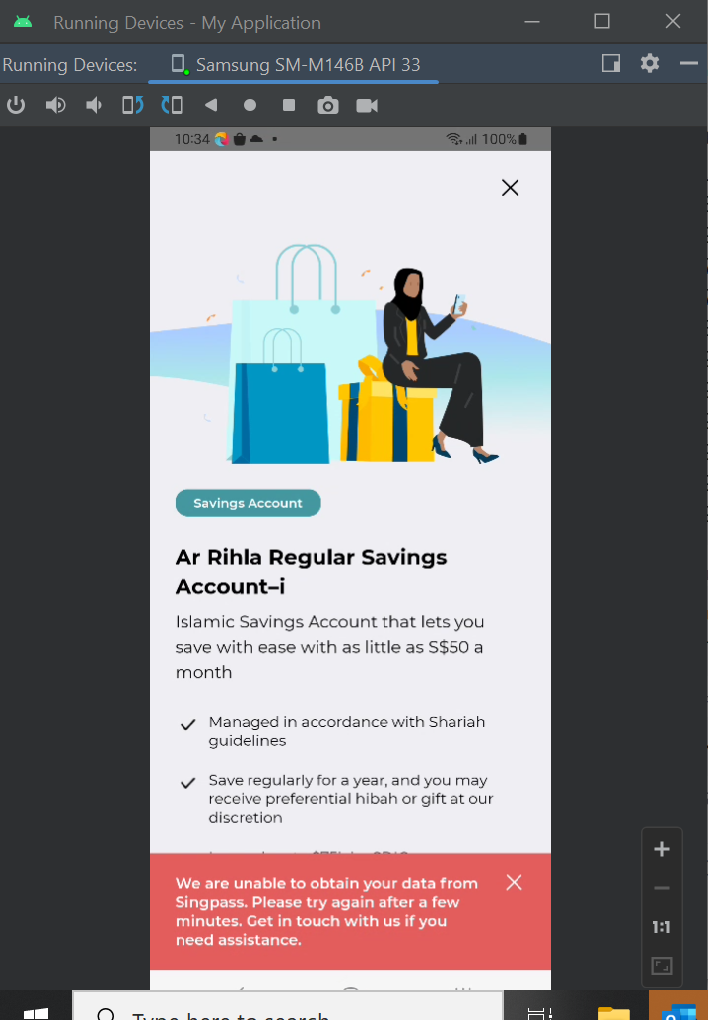 Running Devices - My Application
Running Devices: Samsung SM-M146B API 33
10:34 100%
Savings Account
Ar Rihla Regular Savings
Account–i
Islamic Savings Account that lets you
save with ease with as little as S$50 a
month
Managed in accordance with Shariah
guidelines
Save regularly for a year, and you may
receive preferential hibah or gift at our
discretion
We are unable to obtain your data from
Singpass. Please try again after a few
minutes. Get in touch with us if you
need assistance.
1:1
Type here to search